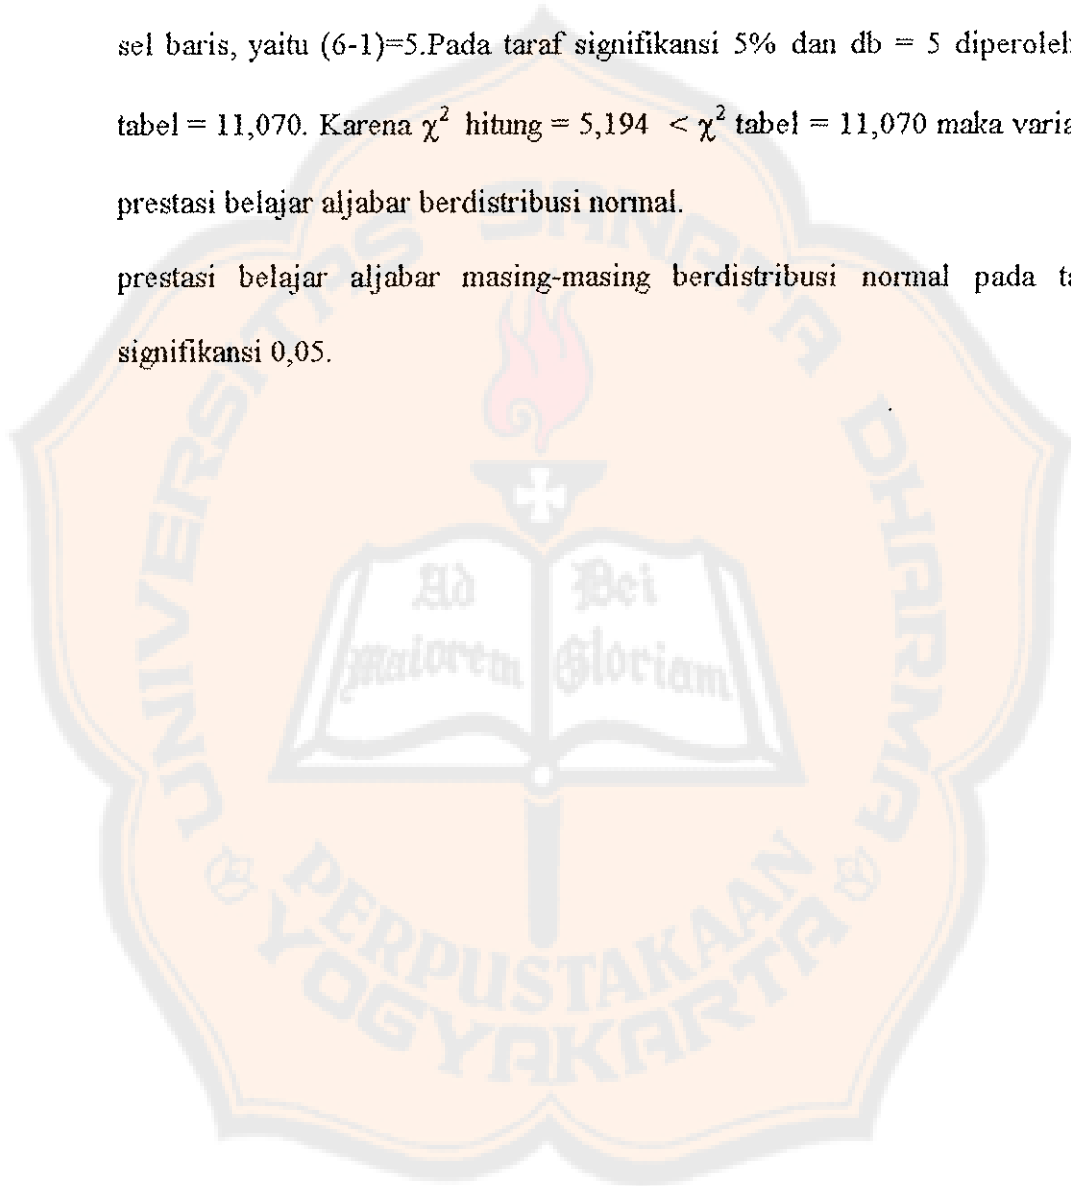 sel baris, yaitu (6-1)=5.Pada taraf signifikansi 5% dan db = 5 diperoleh
tabel = 11,070. Karena χ² hitung = 5,194 < χ² tabel = 11,070 maka varia
prestasi belajar aljabar berdistribusi normal.
prestasi belajar aljabar masing-masing berdistribusi normal pada ta
signifikansi 0,05.
UNIVERSITAS SANATA DHARMA
Ad Dei
Maiorem Gloriam
PERPUSTAKAAN
YOGYAKARTA